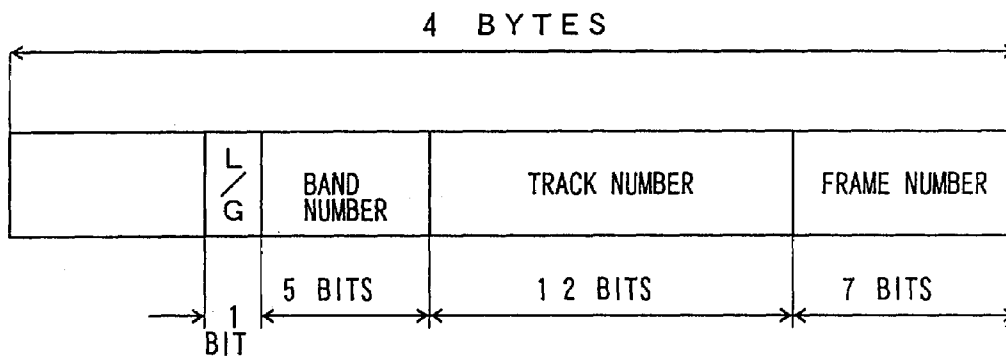 4 BYTES
L/G
BAND NUMBER
TRACK NUMBER
FRAME NUMBER
1 BIT
5 BITS
12 BITS
7 BITS